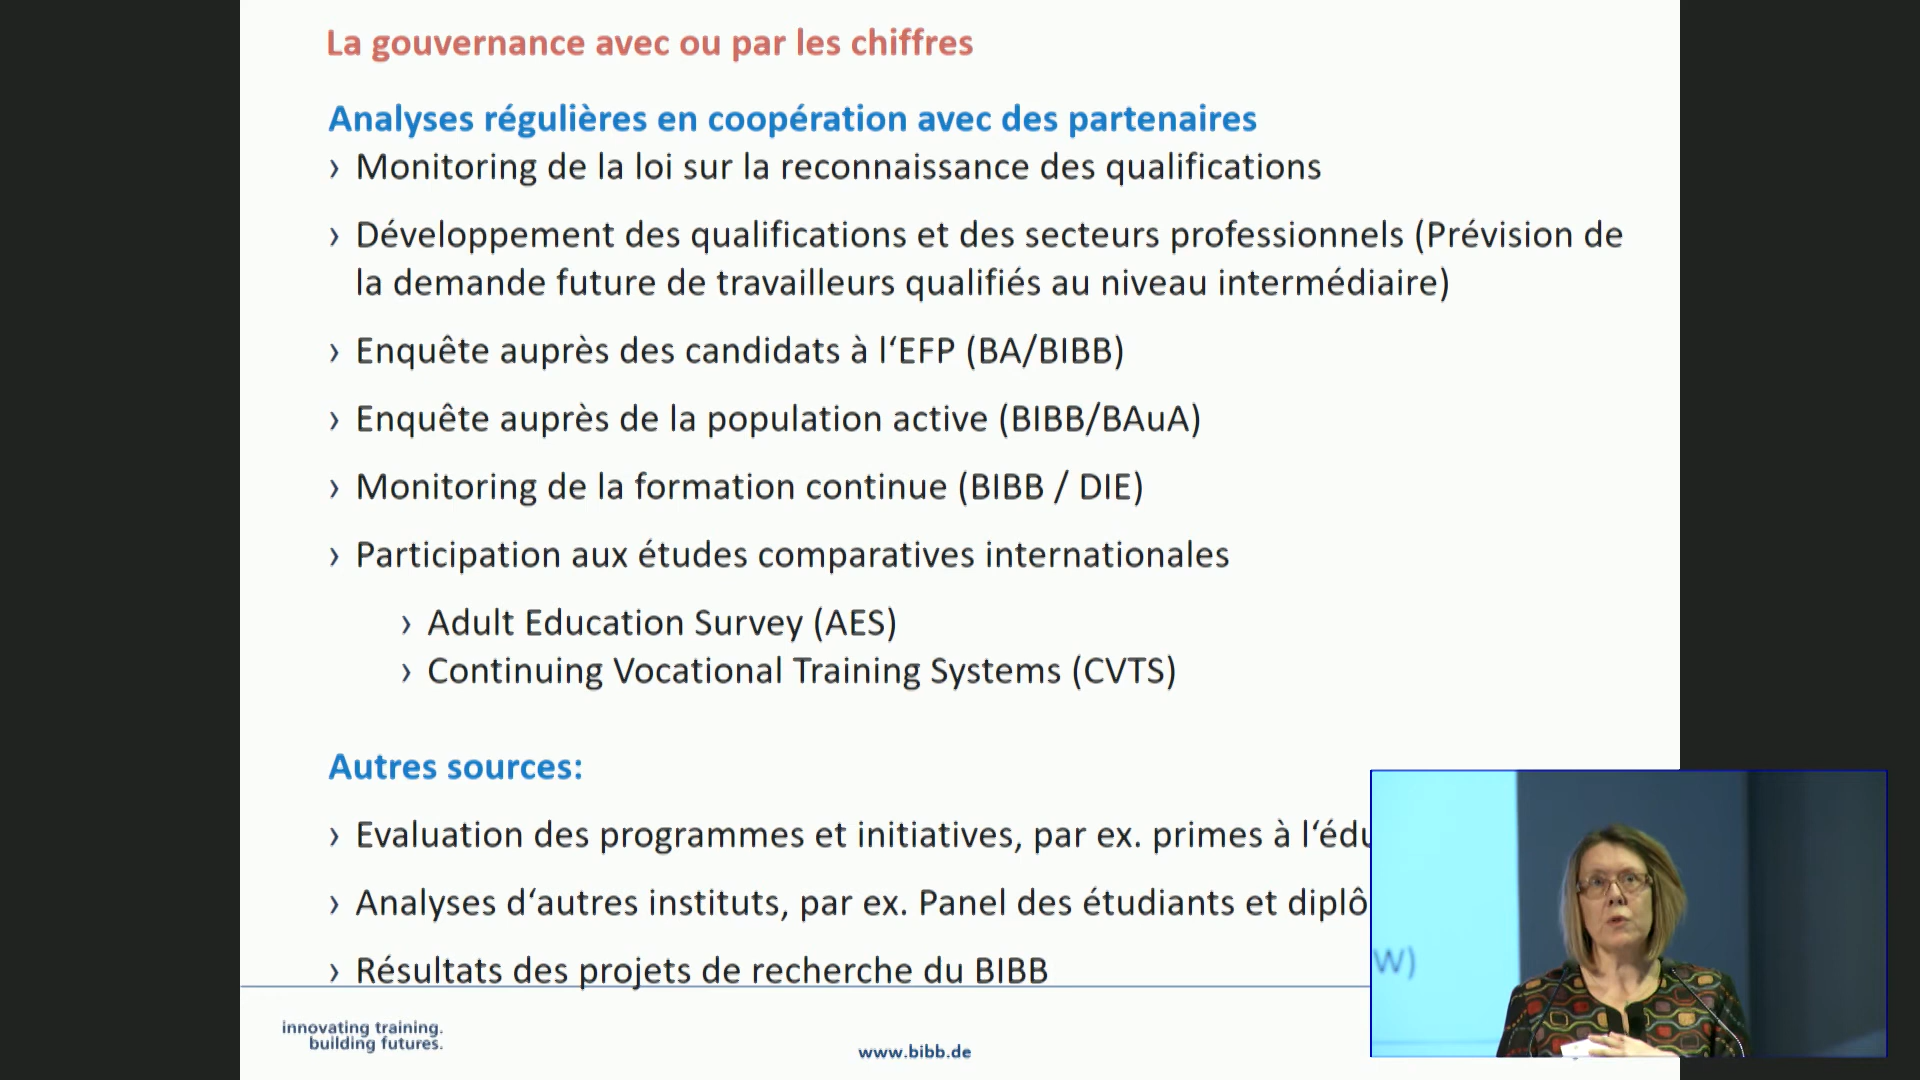 La gouvernance avec ou par les chiffres
Analyses régulières en coopération avec des partenaires
› Monitoring de la loi sur la reconnaissance des qualifications
› Développement des qualifications et des secteurs professionnels (Prévision de
la demande future de travailleurs qualifiés au niveau intermédiaire)
› Enquête auprès des candidats à l‘EFP (BA/BIBB)
› Enquête auprès de la population active (BIBB/BAuA)
› Monitoring de la formation continue (BIBB / DIE)
› Participation aux études comparatives internationales
› Adult Education Survey (AES)
› Continuing Vocational Training Systems (CVTS)
Autres sources:
› Evaluation des programmes et initiatives, par ex. primes à
› Analyses d‘autres instituts, par ex. Panel des étudiants et
› Résultats des projets de recherche du BIBB
W)
innovating training.
building futures.
www.bibb.de